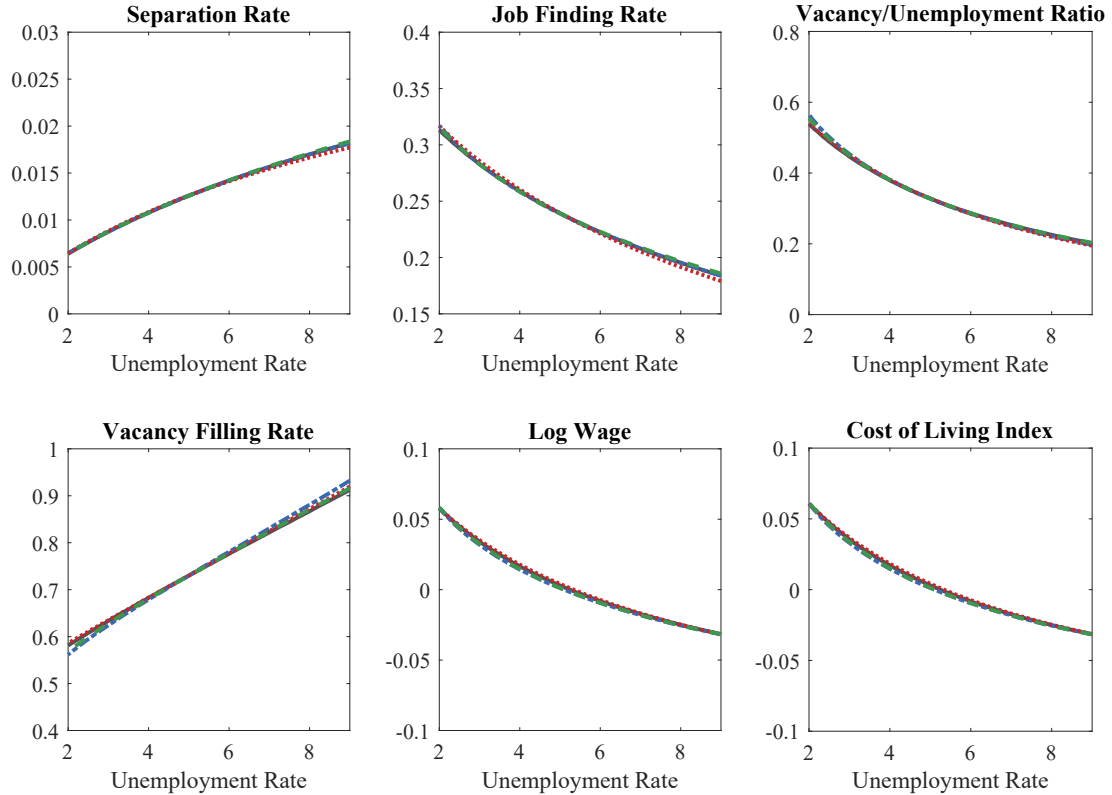 Separation Rate
0.03
0.025
0.02
0.015
0.01
0.005
0
2 4 6 8
Unemployment Rate
Job Finding Rate
0.4
0.35
0.3
0.25
0.2
0.15
2 4 6 8
Unemployment Rate
Vacancy/Unemployment Ratio
0.8
0.6
0.4
0.2
0
2 4 6 8
Unemployment Rate
Vacancy Filling Rate
1
0.9
0.8
0.7
0.6
0.5
0.4
2 4 6 8
Unemployment Rate
Log Wage
0.1
0.05
0
-0.05
-0.1
2 4 6 8
Unemployment Rate
Cost of Living Index
0.1
0.05
0
-0.05
-0.1
2 4 6 8
Unemployment Rate